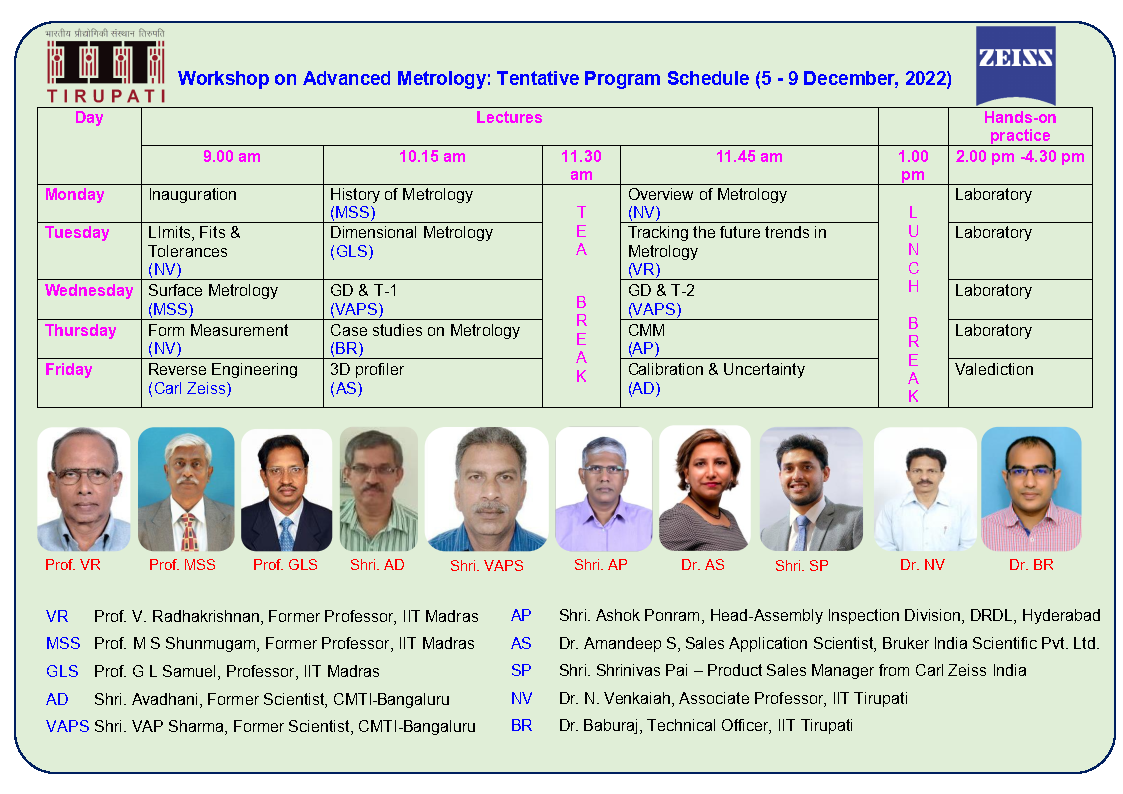 भारतीय प्रौद्योगिकी संस्थान तिरुपति
TIRUPATI
ZEISS
Workshop on Advanced Metrology: Tentative Program Schedule (5 - 9 December, 2022)
Day
Lectures
Hands-on
practice
9.00 am
10.15 am
11.30
am
11.45 am
1.00
pm
2.00 pm -4.30 pm
Monday
Inauguration
History of Metrology
(MSS)
Overview of Metrology
(NV)
Laboratory
Tuesday
LImits, Fits &
Tolerances
(NV)
Dimensional Metrology
(GLS)
Tracking the future trends in
Metrology
(VR)
Laboratory
Wednesday
Surface Metrology
(MSS)
GD & T-1
(VAPS)
GD & T-2
(VAPS)
Laboratory
Thursday
Form Measurement
(NV)
Case studies on Metrology
(BR)
CMM
(AP)
Laboratory
Friday
Reverse Engineering
(Carl Zeiss)
3D profiler
(AS)
Calibration & Uncertainty
(AD)
Valediction
TEA BREAK
LUNCH BREAK
Prof. VR
Prof. MSS
Prof. GLS
Shri. AD
Shri. VAPS
Shri. AP
Dr. AS
Shri. SP
Dr. NV
Dr. BR
VR Prof. V. Radhakrishnan, Former Professor, IIT Madras
MSS Prof. M S Shunmugam, Former Professor, IIT Madras
GLS Prof. G L Samuel, Professor, IIT Madras
AD Shri. Avadhani, Former Scientist, CMTI-Bangaluru
VAPS Shri. VAP Sharma, Former Scientist, CMTI-Bangaluru
AP Shri. Ashok Ponram, Head-Assembly Inspection Division, DRDL, Hyderabad
AS Dr. Amandeep S, Sales Application Scientist, Bruker India Scientific Pvt. Ltd.
SP Shri. Shrinivas Pai – Product Sales Manager from Carl Zeiss India
NV Dr. N. Venkaiah, Associate Professor, IIT Tirupati
BR Dr. Baburaj, Technical Officer, IIT Tirupati